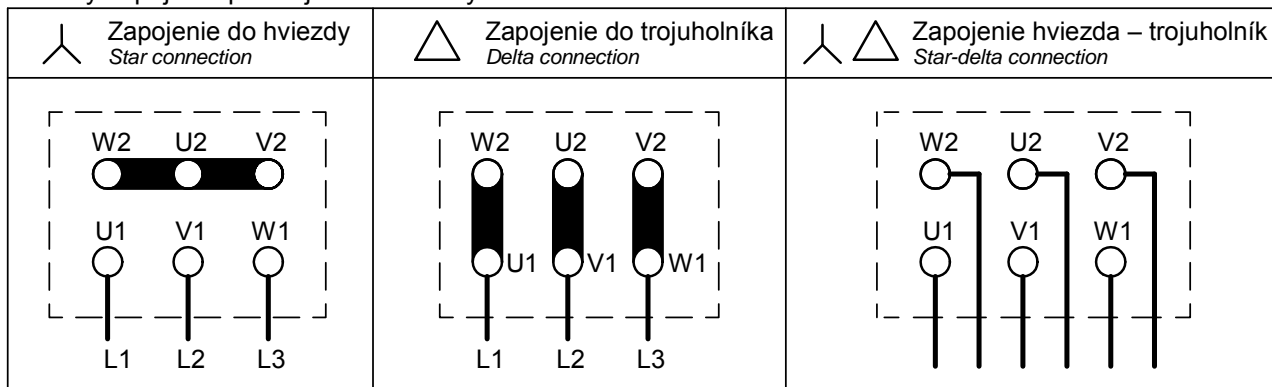 Zapojenie do hviezdy
Star connection
Zapojenie do trojuholníka
Delta connection
Zapojenie hviezda – trojuholník
Star-delta connection
W2 U2 V2
U1 V1 W1
L1 L2 L3
W2 U2 V2
U1 V1 W1
L1 L2 L3
W2 U2 V2
U1 V1 W1